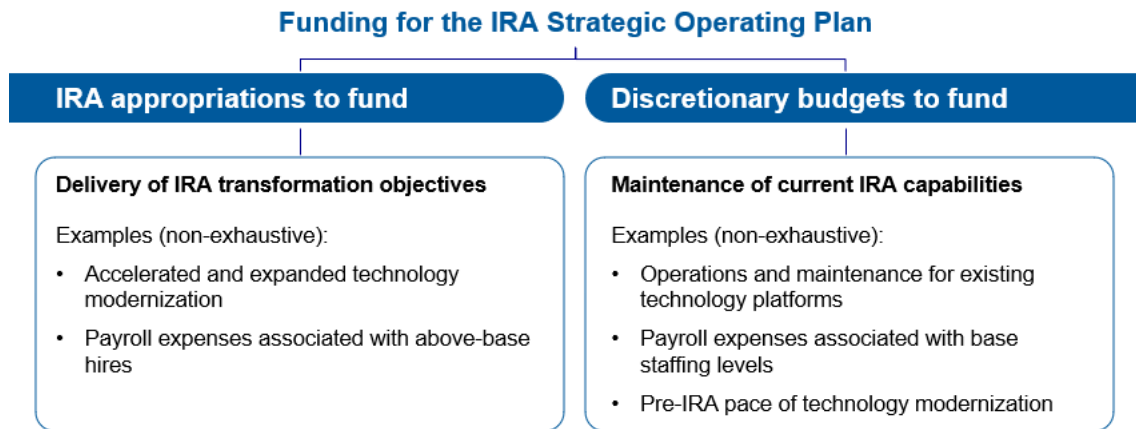 Funding for the IRA Strategic Operating Plan
IRA appropriations to fund
Delivery of IRA transformation objectives
Examples (non-exhaustive):
• Accelerated and expanded technology
modernization
• Payroll expenses associated with above-base
hires
Discretionary budgets to fund
Maintenance of current IRA capabilities
Examples (non-exhaustive):
• Operations and maintenance for existing
technology platforms
• Payroll expenses associated with base
staffing levels
• Pre-IRA pace of technology modernization